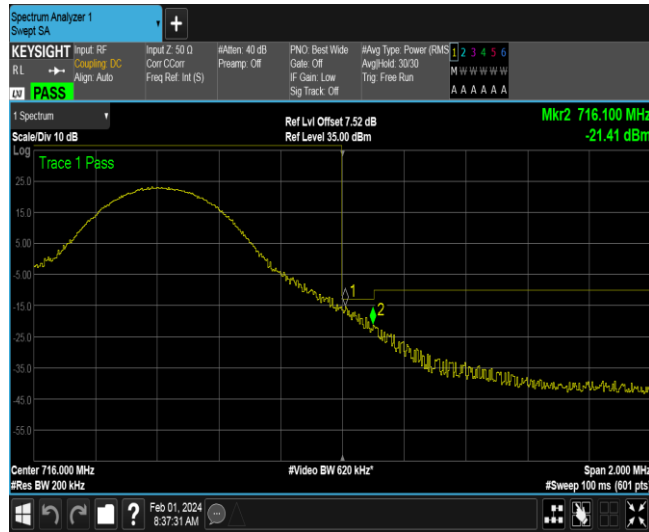 Spectrum Analyzer 1
Swept SA
KEYSIGHT Input: RF Input Z: 50 Ω #Atten: 40 dB PNO: Best Wide #Avg Type: Power (RMS 1 2 3 4 5 6
RL Coupling: DC Corr CCorr Preamp: Off Gate: Off Avg|Hold: 30/30 M W W W W W
Align: Auto Freq Ref: Int (S) IF Gain: Low Trig: Free Run
PASS Sig Track: Off A A A A A A
1 Spectrum Ref Lvl Offset 7.52 dB Mkr2 716.100 MHz
Scale/Div 10 dB Ref Level 35.00 dBm -21.41 dBm
Log
Trace 1 Pass
25.0
15.0
5.00
-5.00
1
-15.0
2
-25.0
-35.0
-45.0
-55.0
Center 716.000 MHz #Video BW 620 kHz* Span 2.000 MHz
#Res BW 200 kHz #Sweep 100 ms (601 pts)
Feb 01, 2024
8:37:31 AM